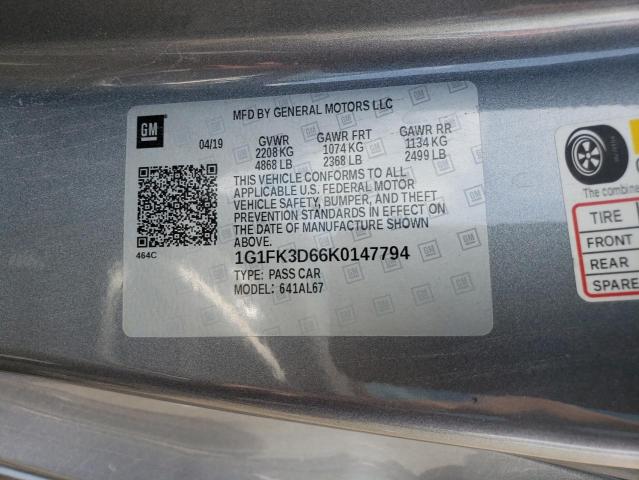 GM
MFD BY GENERAL MOTORS LLC
04/19 GVWR GAWR FRT GAWR RR
2208 KG 1074 KG 1134 KG
4868 LB 2368 LB 2499 LB
THIS VEHICLE CONFORMS TO ALL
APPLICABLE U.S. FEDERAL MOTOR
VEHICLE SAFETY, BUMPER, AND THEFT
PREVENTION STANDARDS IN EFFECT ON
THE DATE OF MANUFACTURE SHOWN
ABOVE.
464C
1G1FK3D66K0147794
TYPE: PASS CAR
MODEL: 641AL67
The combine
TIRE
FRONT
REAR
SPARE